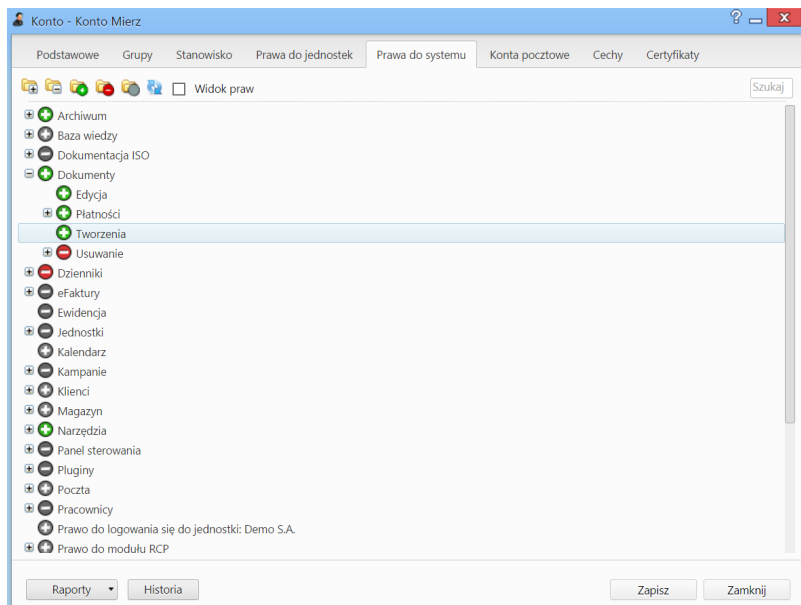 Konto - Konto Mierz
Podstawowe Grupy Stanowisko Prawa do jednostek Prawa do systemu Konta pocztowe Cechy Certyfikaty
Widok praw Szukaj
Archiwum
Baza wiedzy
Dokumentacja ISO
Dokumenty
Edycja
Płatności
Tworzenia
Usuwanie
Dzienniki
eFaktury
Ewidencja
Jednostki
Kalendarz
Kampanie
Klienci
Magazyn
Narzędzia
Panel sterowania
Pluginy
Poczta
Pracownicy
Prawo do logowania się do jednostki: Demo S.A.
Prawo do modułu RCP
Raporty Historia Zapisz Zamknij